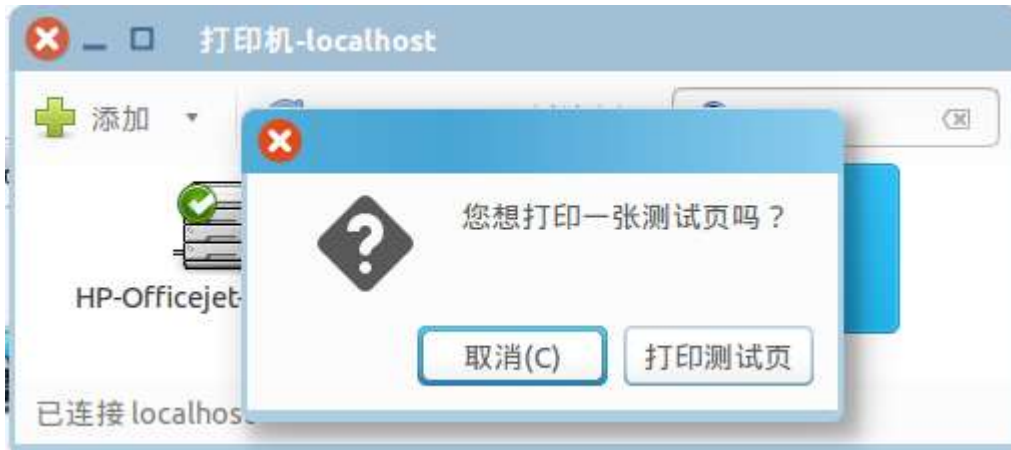 打印机-localhost
添加
您想打印一张测试页吗？
HP-Officejet-
取消(C)
打印测试页
已连接 localhost